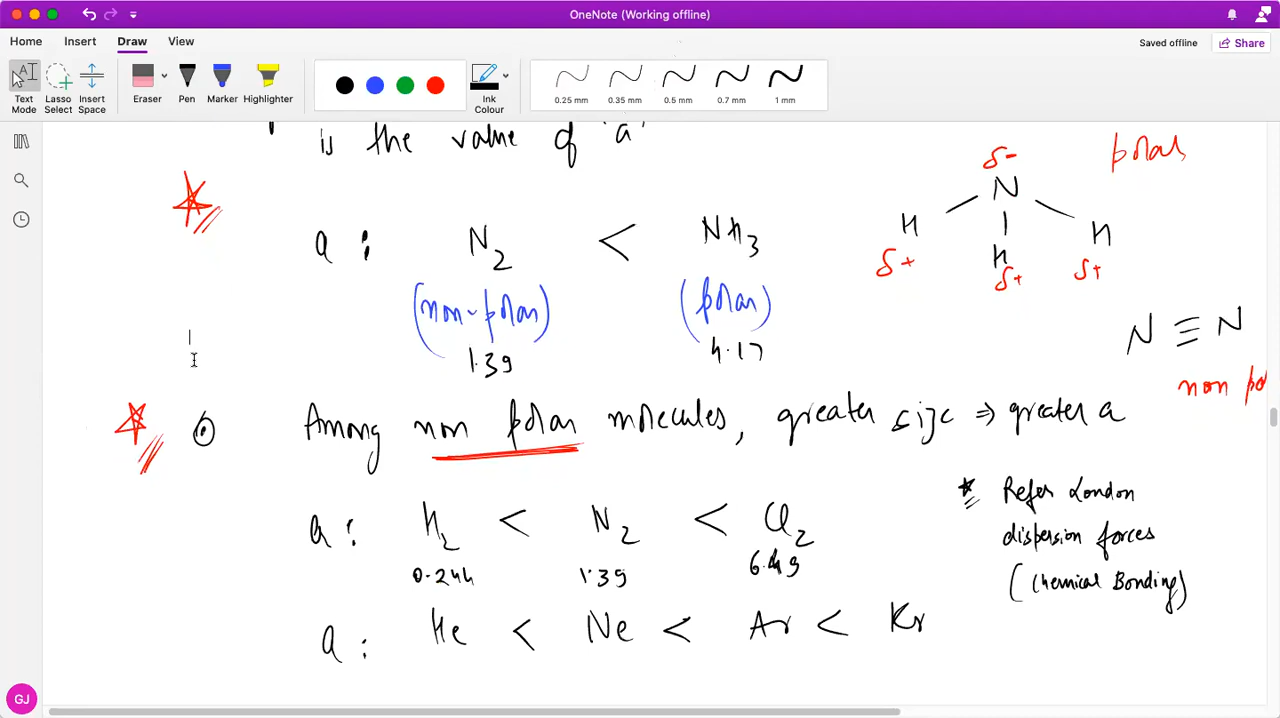 OneNote (Working offline)
Home Insert Draw View
Saved offline
Share
Text Mode
Lasso Select
Insert Space
Eraser
Pen
Marker
Highlighter
Ink Colour
0.25 mm 0.35 mm 0.5 mm 0.7 mm 1 mm
is the value of 'a'
polar
δ-
N
H H H
δ+ δ+ δ+
a : N2 < NH3
(non-polar) (polar)
1.39 4.17
N ≡ N
non po
⊙ Among non polar molecules, greater size ⇒ greater a
* Refer London
dispersion forces
(Chemical Bonding)
a : H2 < N2 < Cl2
0.244 1.39 6.49
a : He < Ne < Ar < Kr
GJ